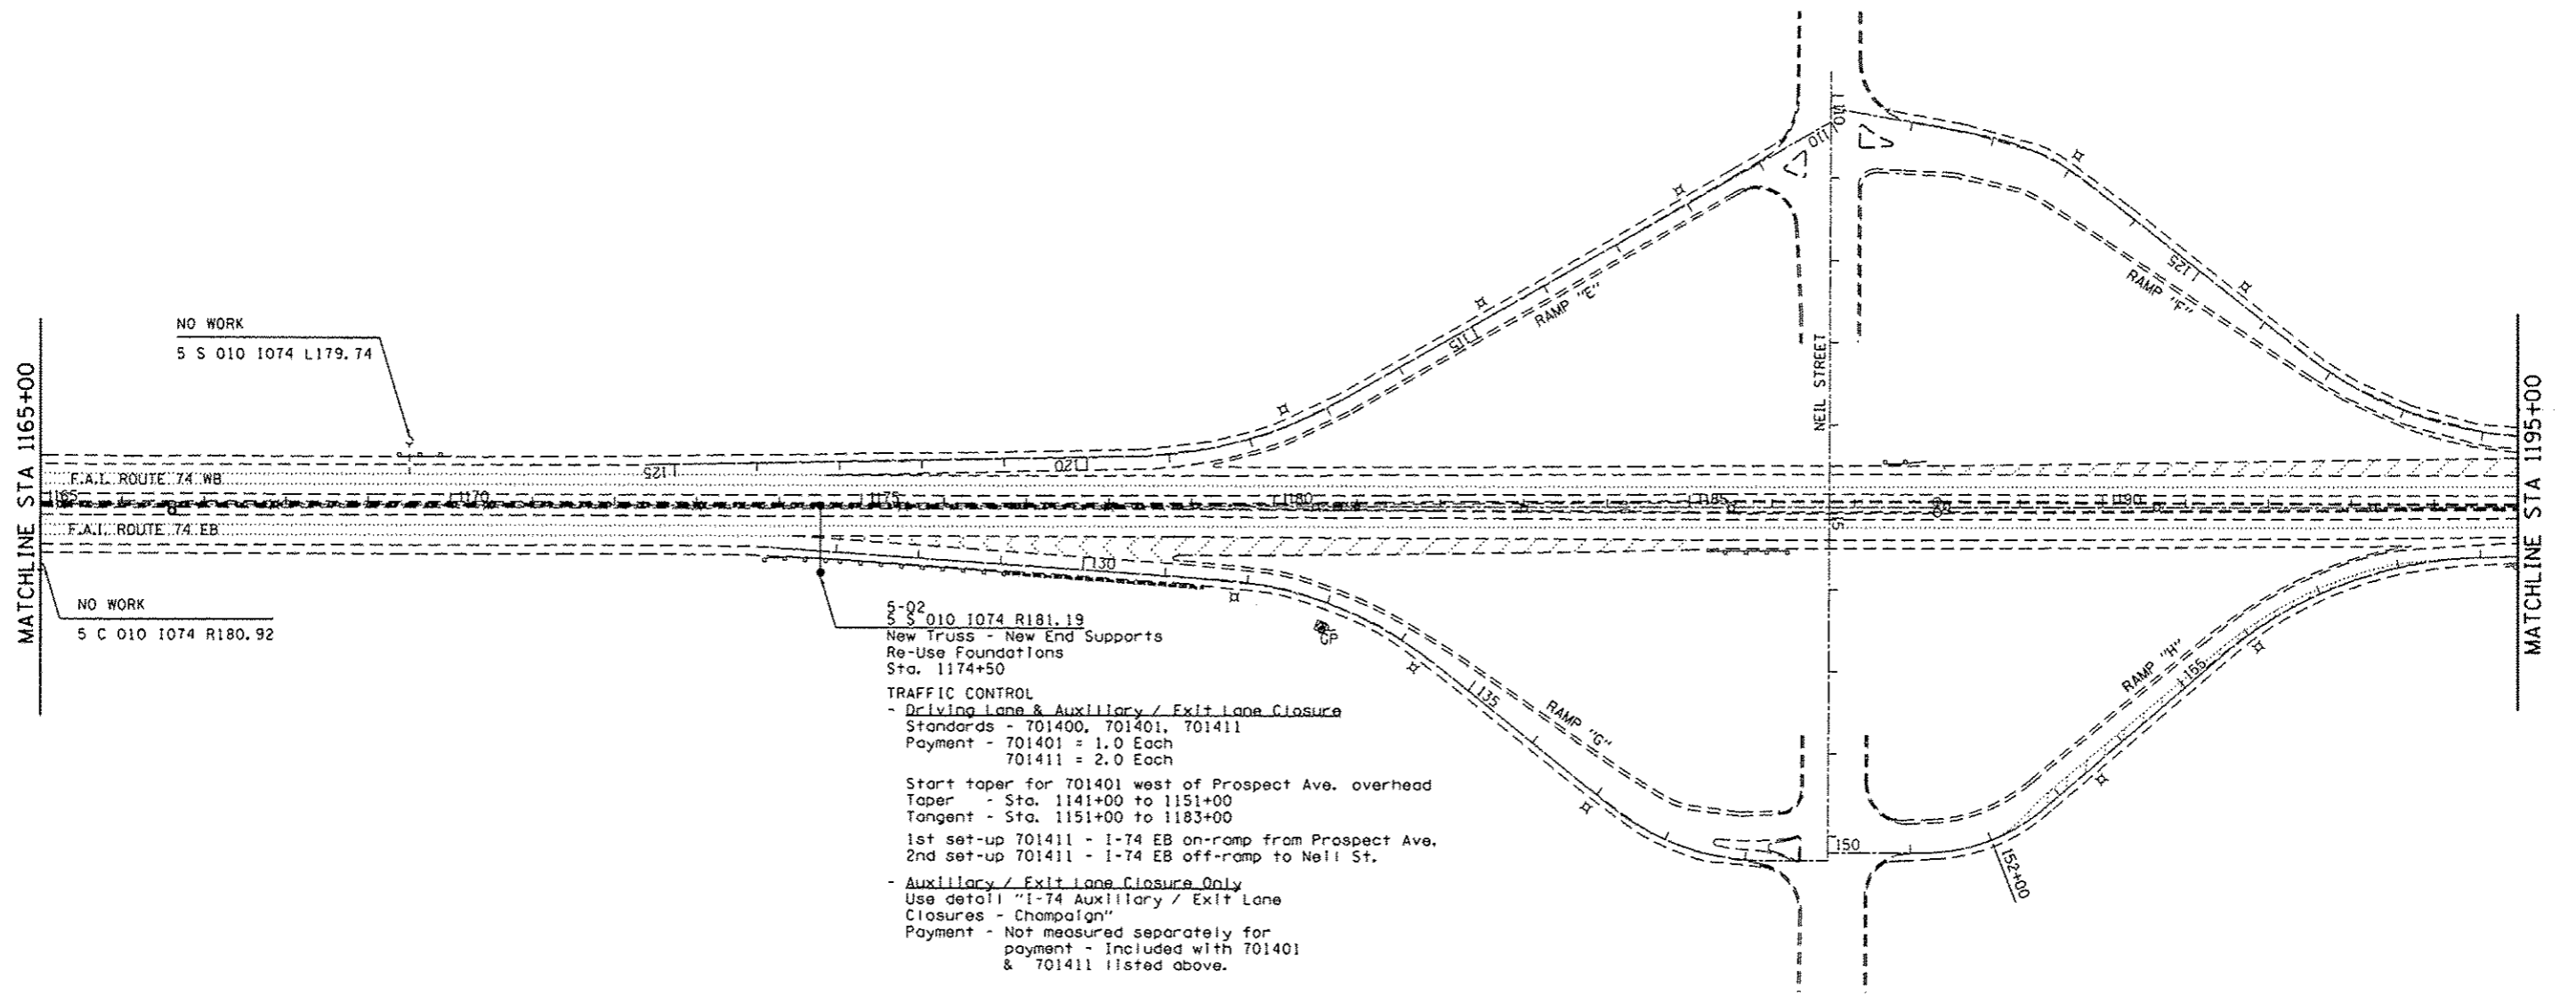 NO WORK
5 S 010 I074 L179.74
MATCHLINE STA 1165+00
F.A.I. ROUTE 74 WB
F.A.I. ROUTE 74 EB
1165
1170
1175
1180
1185
1190
125
120
115
110
110
RAMP "E"
RAMP "F"
125
NEIL STREET
MATCHLINE STA 1195+00
NO WORK
5 C 010 I074 R180.92
130
135
GP
RAMP "G"
RAMP "H"
155
150
152+00
5
5-02
5 S 010 I074 R181.19
New Truss - New End Supports
Re-Use Foundations
Sta. 1174+50
TRAFFIC CONTROL
- Driving Lane & Auxiliary / Exit Lane Closure
Standards - 701400, 701401, 701411
Payment - 701401 = 1.0 Each
701411 = 2.0 Each
Start taper for 701401 west of Prospect Ave. overhead
Taper - Sta. 1141+00 to 1151+00
Tangent - Sta. 1151+00 to 1183+00
1st set-up 701411 - I-74 EB on-ramp from Prospect Ave.
2nd set-up 701411 - I-74 EB off-ramp to Neil St.
- Auxiliary / Exit Lane Closure Only
Use detail "I-74 Auxiliary / Exit Lane
Closures - Champaign"
Payment - Not measured separately for
payment - Included with 701401
& 701411 listed above.